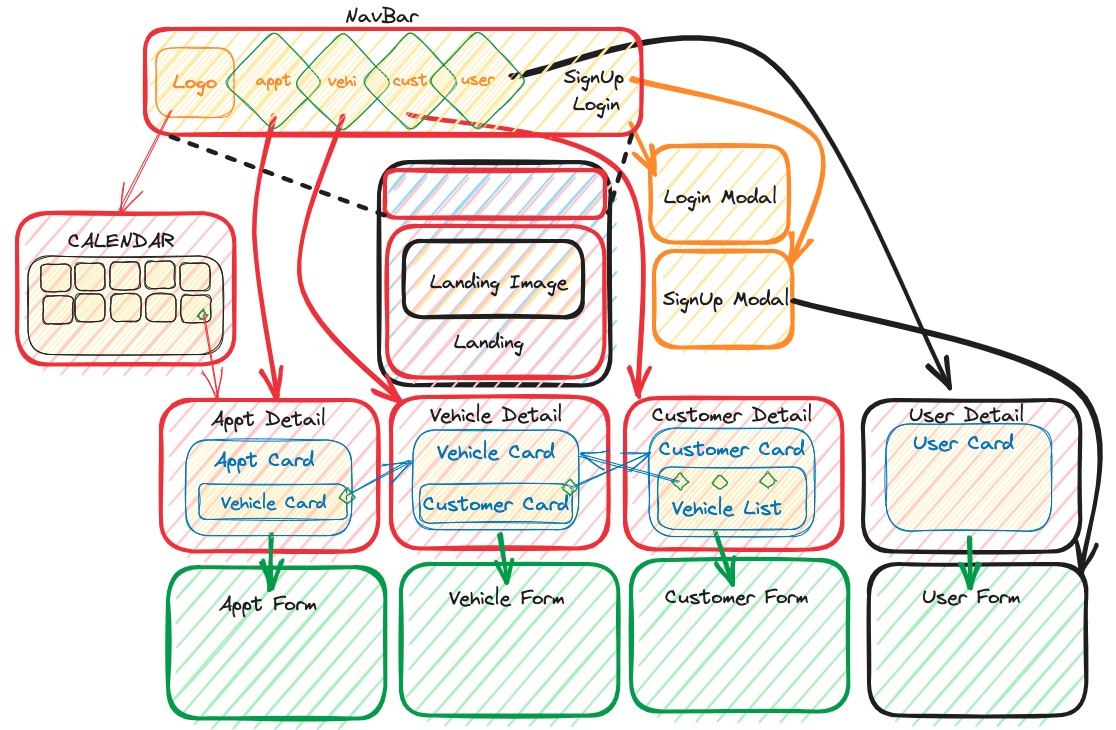 NavBar
Logo
appt
vehi
cust
user
SignUp
Login
Login Modal
CALENDAR
Landing Image
SignUp Modal
Landing
Appt Detail
Vehicle Detail
Customer Detail
User Detail
Appt Card
Vehicle Card
Customer Card
User Card
Vehicle Card
Customer Card
Vehicle List
Appt Form
Vehicle Form
Customer Form
User Form